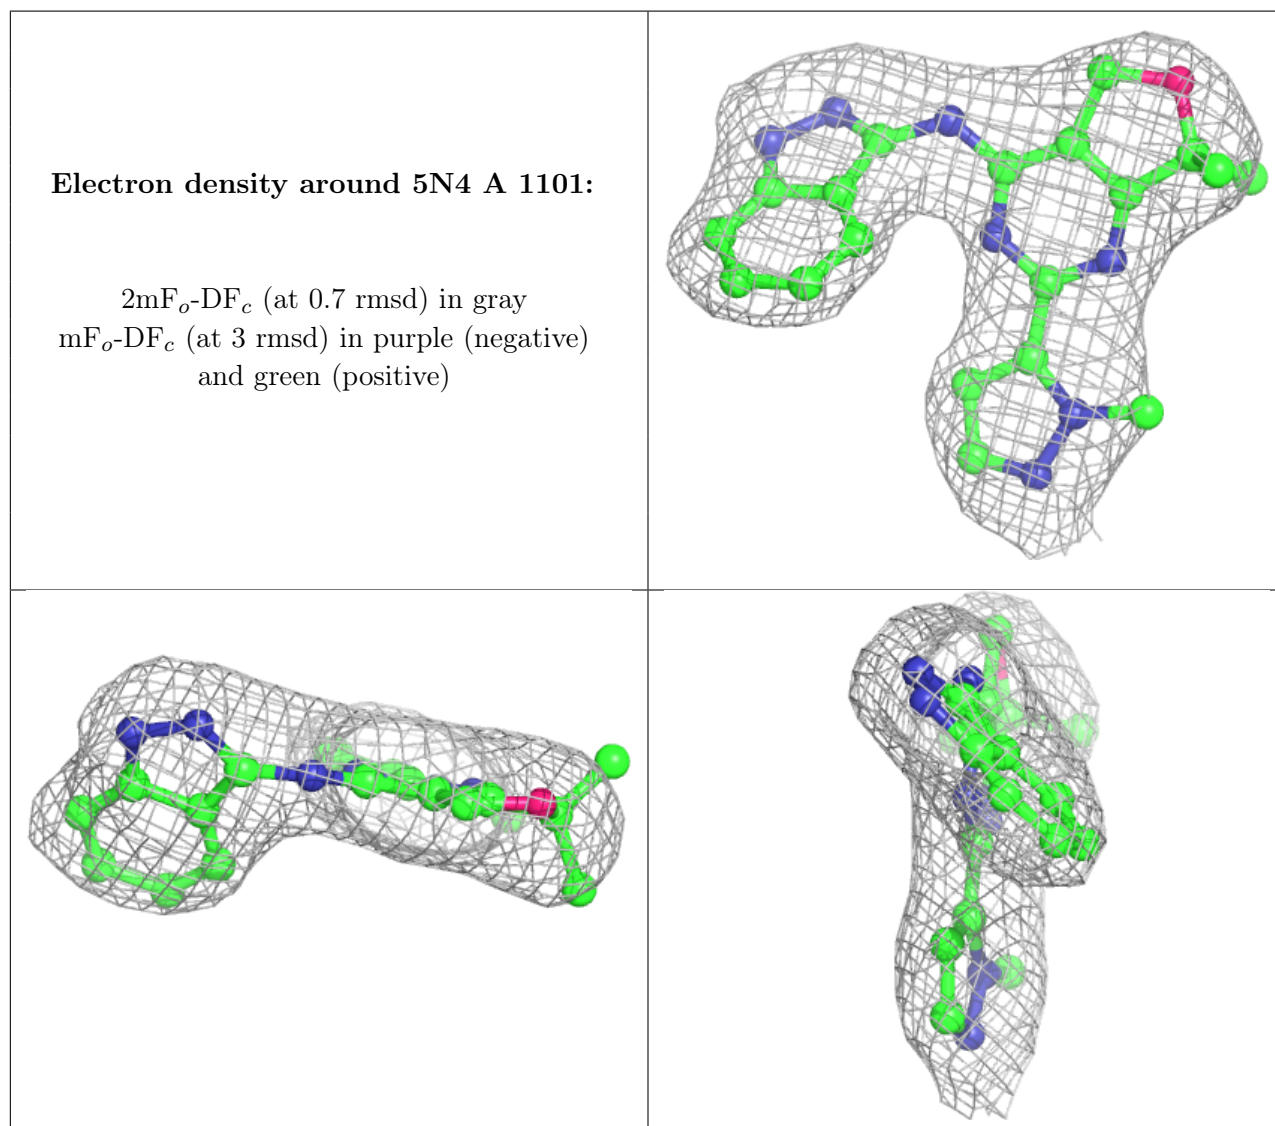 Electron density around 5N4 A 1101:
2mFo-DFc (at 0.7 rmsd) in gray
mFo-DFc (at 3 rmsd) in purple (negative)
and green (positive)